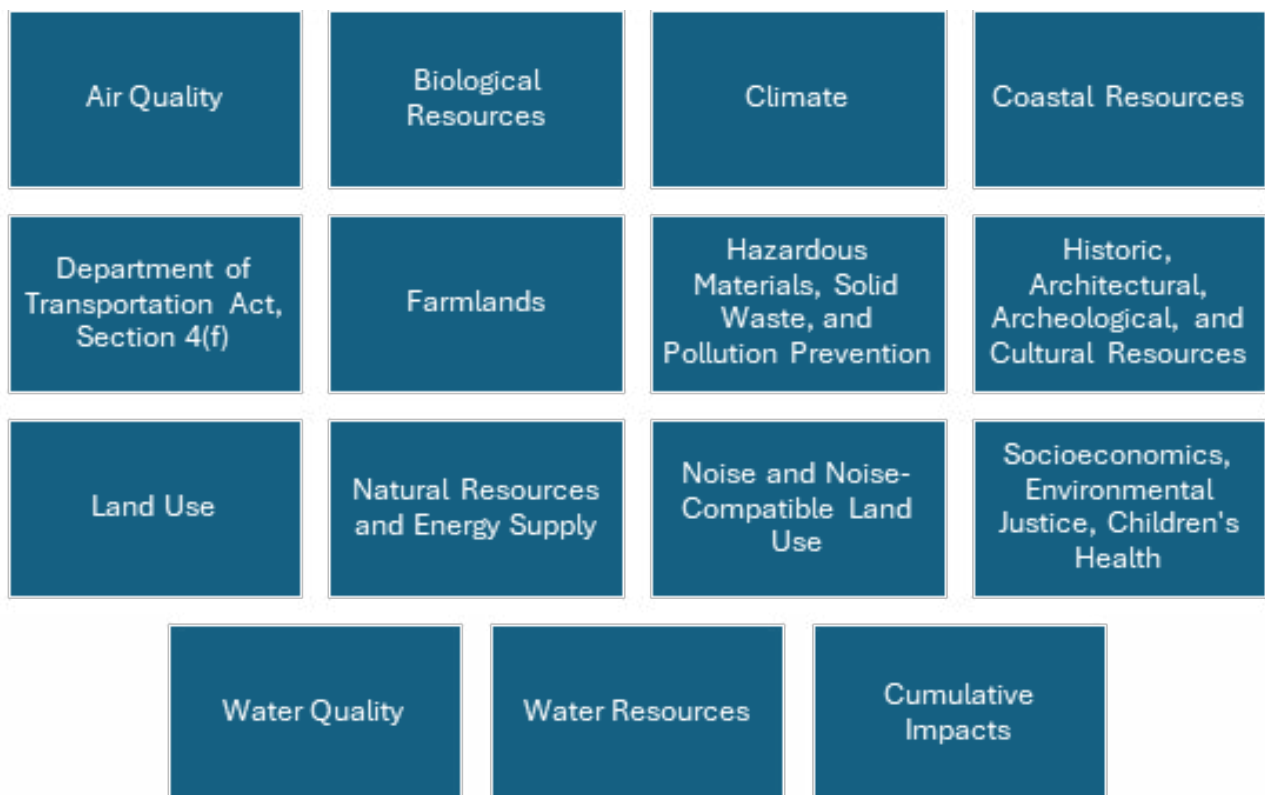 Air Quality
Biological
Resources
Climate
Coastal Resources
Department of
Transportation Act,
Section 4(f)
Farmlands
Hazardous
Materials, Solid
Waste, and
Pollution Prevention
Historic,
Architectural,
Archeological, and
Cultural Resources
Land Use
Natural Resources
and Energy Supply
Noise and Noise-
Compatible Land
Use
Socioeconomics,
Environmental
Justice, Children's
Health
Water Quality
Water Resources
Cumulative
Impacts